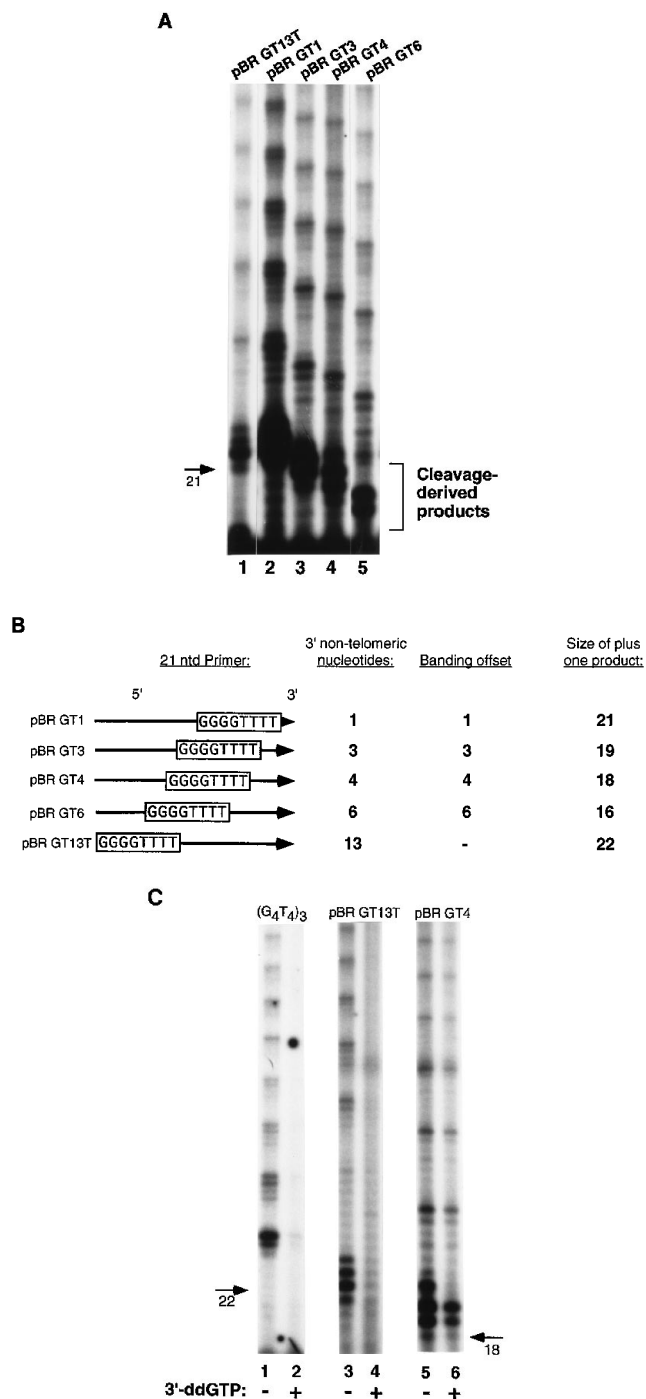 A
pBR GT13T
pBR GT1
pBR GT3
pBR GT4
pBR GT6
21
Cleavage-
derived
products
1 2 3 4 5
B
3' non-telomeric Size of plus
21 ntd Primer: nucleotides: Banding offset one product:
5' 3'
pBR GT1 GGGGTTTT 1 1 21
pBR GT3 GGGGTTTT 3 3 19
pBR GT4 GGGGTTTT 4 4 18
pBR GT6 GGGGTTTT 6 6 16
pBR GT13T GGGGTTTT 13 - 22
C
(G4T4)3 pBR GT13T pBR GT4
22
18
1 2 3 4 5 6
3'-ddGTP: - + - + - +